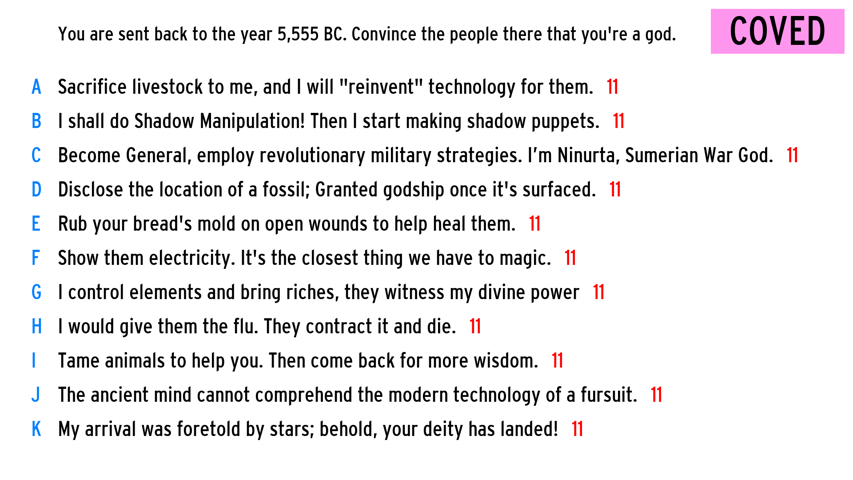 You are sent back to the year 5,555 BC. Convince the people there that you're a god.
COVED
A Sacrifice livestock to me, and I will "reinvent" technology for them. 11
B I shall do Shadow Manipulation! Then I start making shadow puppets. 11
C Become General, employ revolutionary military strategies. I’m Ninurta, Sumerian War God. 11
D Disclose the location of a fossil; Granted godship once it's surfaced. 11
E Rub your bread's mold on open wounds to help heal them. 11
F Show them electricity. It's the closest thing we have to magic. 11
G I control elements and bring riches, they witness my divine power 11
H I would give them the flu. They contract it and die. 11
I Tame animals to help you. Then come back for more wisdom. 11
J The ancient mind cannot comprehend the modern technology of a fursuit. 11
K My arrival was foretold by stars; behold, your deity has landed! 11